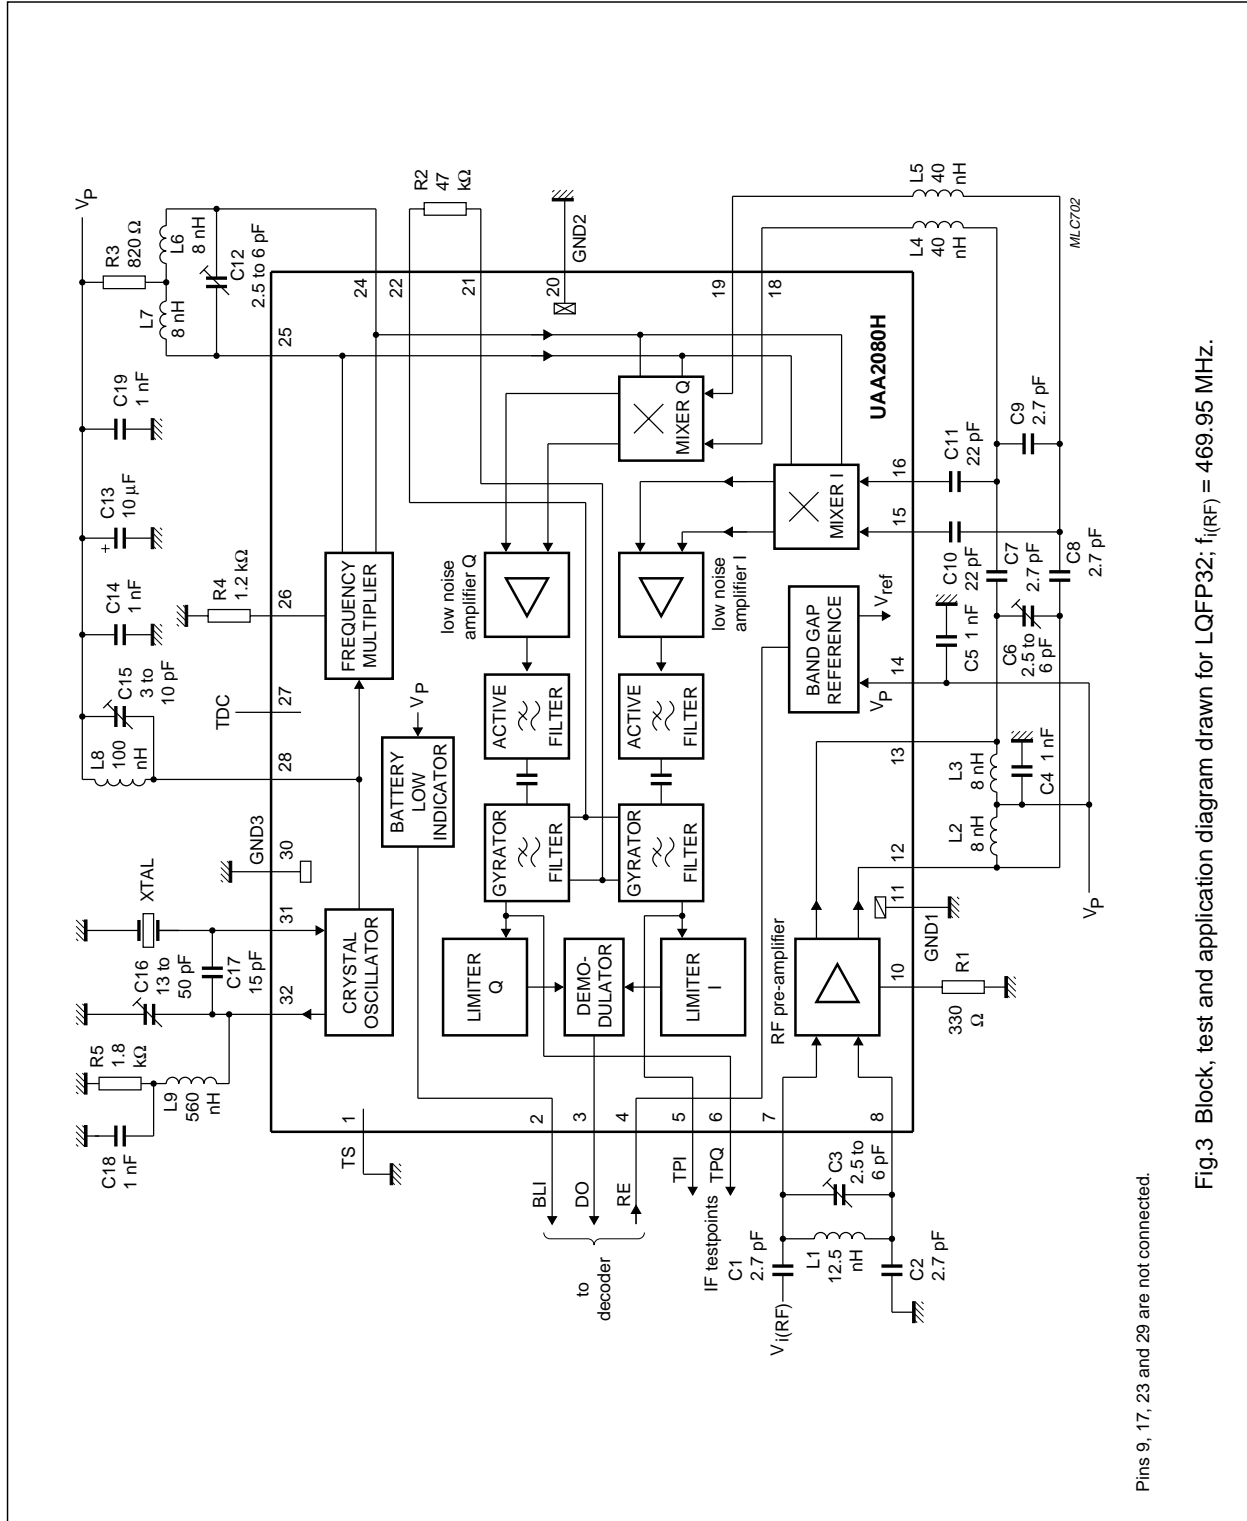 VP
R3
820 Ω
L6
8 nH
L7
8 nH
C12
2.5 to 6 pF
C19
1 nF
C13
+
10 µF
C14
1 nF
C15
3 to
10 pF
L8
100
nH
R4
1.2 kΩ
TDC
GND3
XTAL
C16
13 to
50 pF
C17
15 pF
R5
1.8
kΩ
L9
560
nH
C18
1 nF
TS
1
32
31
30
28
27
26
25
24
22
21
20
19
18
R2
47
kΩ
GND2
L5
40
nH
L4
40
nH
MLC702
CRYSTAL
OSCILLATOR
FREQUENCY
MULTIPLIER
BATTERY
LOW
INDICATOR
VP
LIMITER
Q
DEMO-
DULATOR
LIMITER
I
GYRATOR
FILTER
GYRATOR
FILTER
ACTIVE
FILTER
ACTIVE
FILTER
low noise
amplifier Q
low noise
amplifier I
MIXER Q
MIXER I
UAA2080H
BAND GAP
REFERENCE
Vref
VP
RF pre-amplifier
BLI
2
DO
3
RE
4
TPI
5
TPQ
6
7
8
to
decoder
IF testpoints
C1
2.7 pF
Vi(RF)
L1
12.5
nH
C3
2.5 to
6 pF
C2
2.7 pF
10
R1
330
Ω
11
GND1
12
13
14
15
16
L2
8 nH
L3
8 nH
C4
1 nF
C5
1 nF
VP
C6
2.5 to
6 pF
C7
2.7 pF
C8
2.7 pF
C10
22 pF
C11
22 pF
C9
2.7 pF
Pins 9, 17, 23 and 29 are not connected.
Fig.3 Block, test and application diagram drawn for LQFP32; fi(RF) = 469.95 MHz.